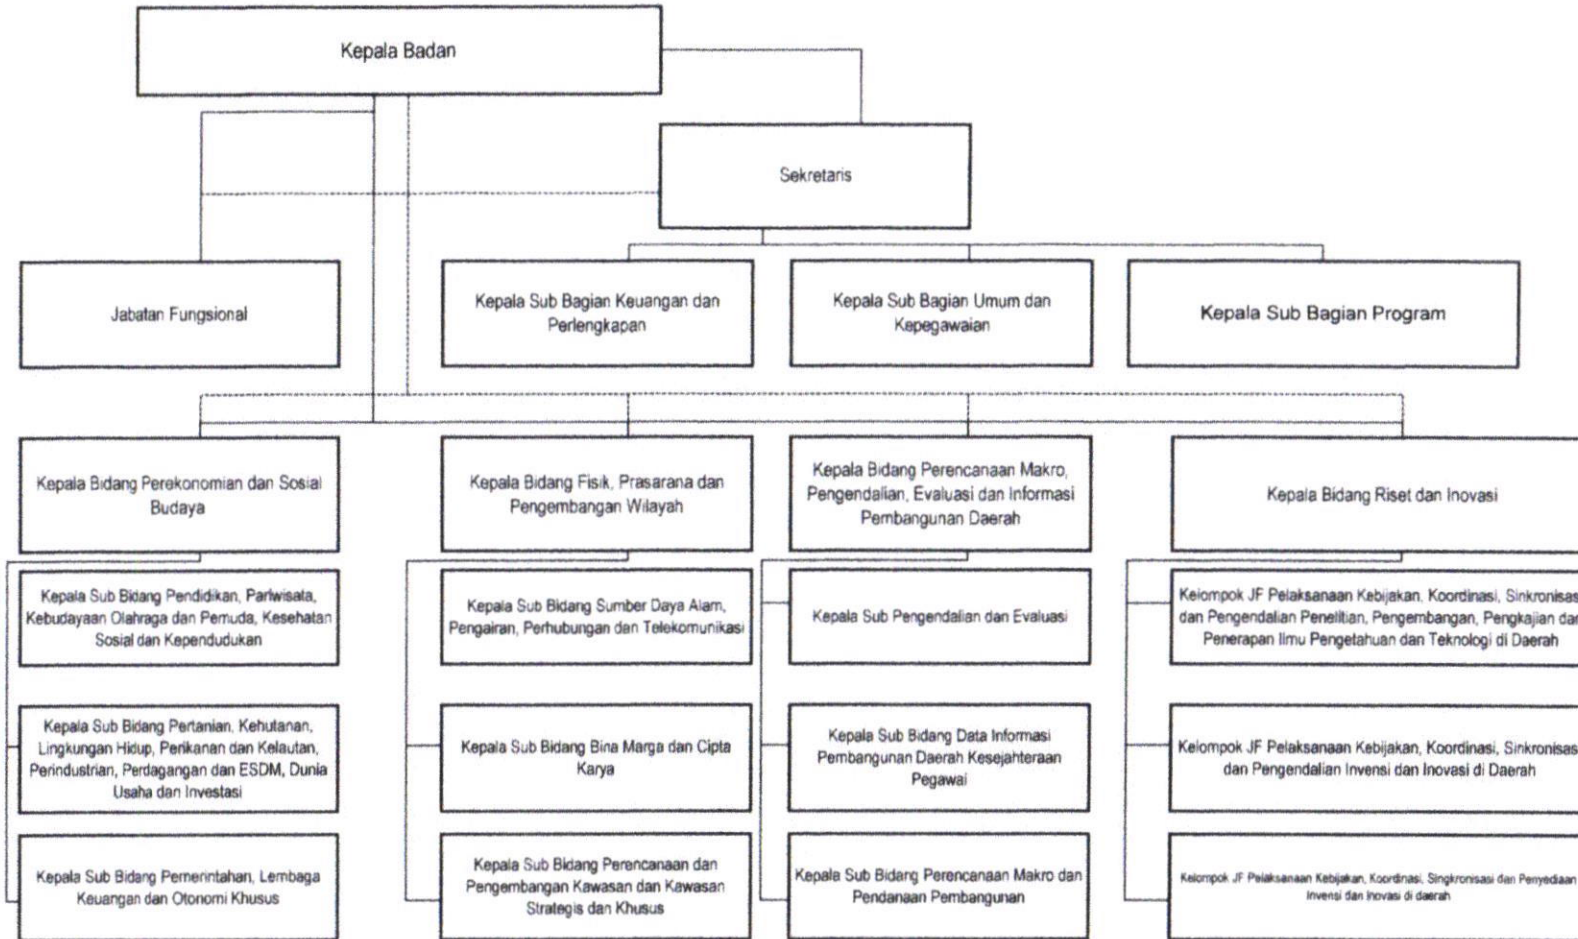 Kepala Badan
Sekretaris
Jabatan Fungsional
Kepala Sub Bagian Keuangan dan
Perlengkapan
Kepala Sub Bagian Umum dan
Kepegawaian
Kepala Sub Bagian Program
Kepala Bidang Perekonomian dan Sosial
Budaya
Kepala Bidang Fisik, Prasarana dan
Pengembangan Wilayah
Kepala Bidang Perencanaan Makro,
Pengendalian, Evaluasi dan Informasi
Pembangunan Daerah
Kepala Bidang Riset dan Inovasi
Kepala Sub Bidang Pendidikan, Pariwisata,
Kebudayaan Olahraga dan Pemuda, Kesehatan
Sosial dan Kependudukan
Kepala Sub Bidang Sumber Daya Alam,
Pengairan, Perhubungan dan Telekomunikasi
Kepala Sub Pengendalian dan Evaluasi
Kelompok JF Pelaksanaan Kebijakan, Koordinasi, Sinkronisas
dan Pengendalian Penelitian, Pengembangan, Pengkajian dan
Penerapan Ilmu Pengetahuan dan Teknologi di Daerah
Kepala Sub Bidang Pertanian, Kehutanan,
Lingkungan Hidup, Perikanan dan Kelautan,
Perindustrian, Perdagangan dan ESDM, Dunia
Usaha dan Investasi
Kepala Sub Bidang Bina Marga dan Cipta
Karya
Kepala Sub Bidang Data Informasi
Pembangunan Daerah Kesejahteraan
Pegawai
Kelompok JF Pelaksanaan Kebijakan, Koordinasi, Sinkronisas
dan Pengendalian Invensi dan Inovasi di Daerah
Kepala Sub Bidang Pemerintahan, Lembaga
Keuangan dan Otonomi Khusus
Kepala Sub Bidang Perencanaan dan
Pengembangan Kawasan dan Kawasan
Strategis dan Khusus
Kepala Sub Bidang Perencanaan Makro dan
Pendanaan Pembangunan
Kelompok JF Pelaksanaan Kebijakan, Koordinasi, Singkronisasi dan Penyediaan
Invensi dan Inovasi di daerah